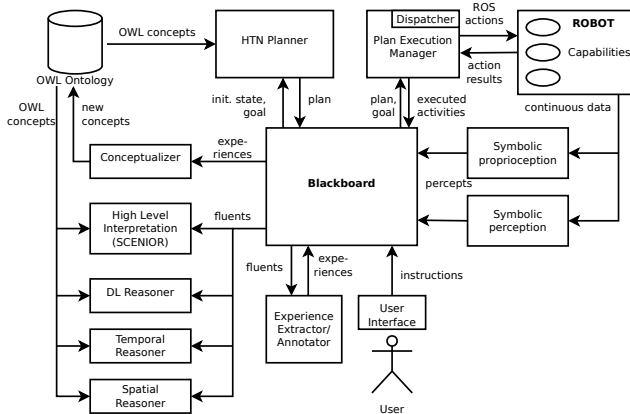 Dispatcher
ROS
actions
ROBOT
OWL concepts
HTN Planner
Plan Execution
Manager
Capabilities
action
results
OWL Ontology
OWL
concepts
new
concepts
init. state,
goal
plan
plan,
goal
executed
activities
continuous data
expe-
riences
Conceptualizer
Symbolic
proprioception
Blackboard
percepts
High Level
Interpretation
(SCENIOR)
fluents
Symbolic
perception
fluents
expe-
riences
instructions
DL Reasoner
Experience
Extractor/
Annotator
User
Interface
Temporal
Reasoner
Spatial
Reasoner
User